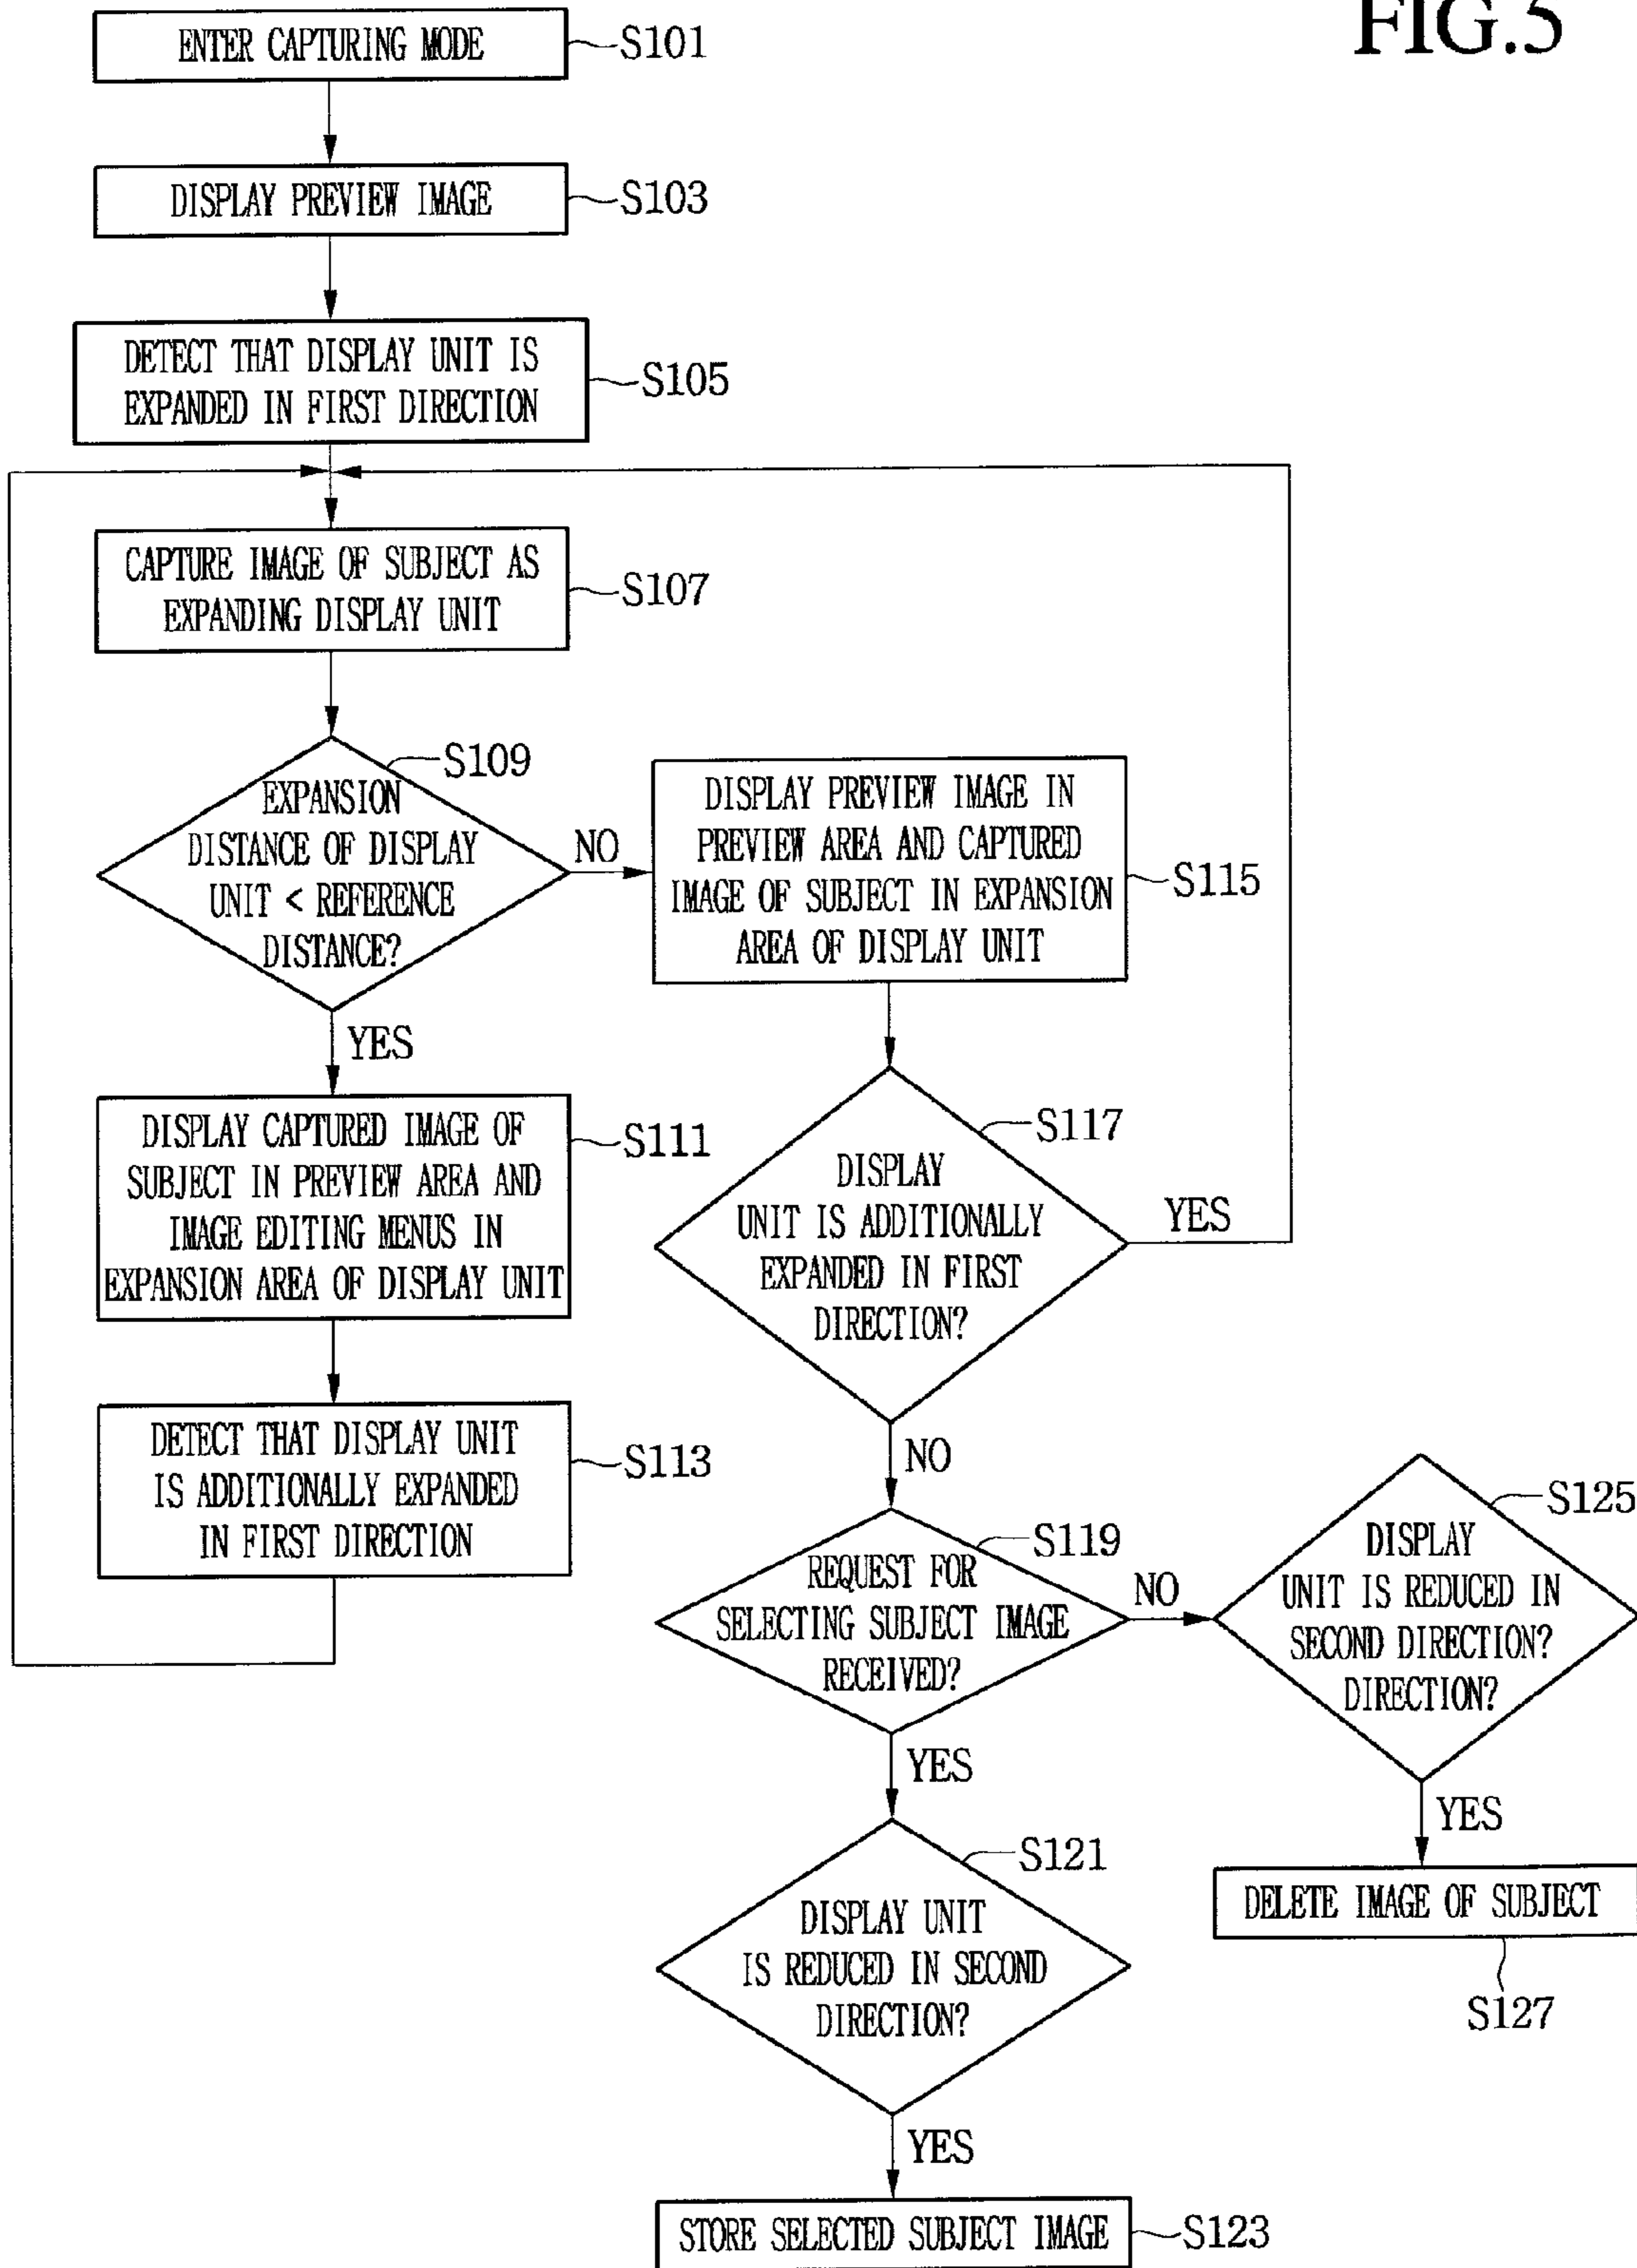 FIG.5
ENTER CAPTURING MODE
S101
DISPLAY PREVIEW IMAGE
S103
DETECT THAT DISPLAY UNIT IS
EXPANDED IN FIRST DIRECTION
S105
CAPTURE IMAGE OF SUBJECT AS
EXPANDING DISPLAY UNIT
S107
S109
EXPANSION
DISTANCE OF DISPLAY
UNIT < REFERENCE
DISTANCE?
NO
YES
DISPLAY PREVIEW IMAGE IN
PREVIEW AREA AND CAPTURED
IMAGE OF SUBJECT IN EXPANSION
AREA OF DISPLAY UNIT
S115
DISPLAY CAPTURED IMAGE OF
SUBJECT IN PREVIEW AREA AND
IMAGE EDITING MENUS IN
EXPANSION AREA OF DISPLAY UNIT
S111
S117
DISPLAY
UNIT IS ADDITIONALLY
EXPANDED IN FIRST
DIRECTION?
YES
NO
DETECT THAT DISPLAY UNIT
IS ADDITIONALLY EXPANDED
IN FIRST DIRECTION
S113
S119
REQUEST FOR
SELECTING SUBJECT IMAGE
RECEIVED?
NO
YES
S125
DISPLAY
UNIT IS REDUCED IN
SECOND DIRECTION?
DIRECTION?
YES
DELETE IMAGE OF SUBJECT
S127
S121
DISPLAY UNIT
IS REDUCED IN SECOND
DIRECTION?
YES
STORE SELECTED SUBJECT IMAGE
S123